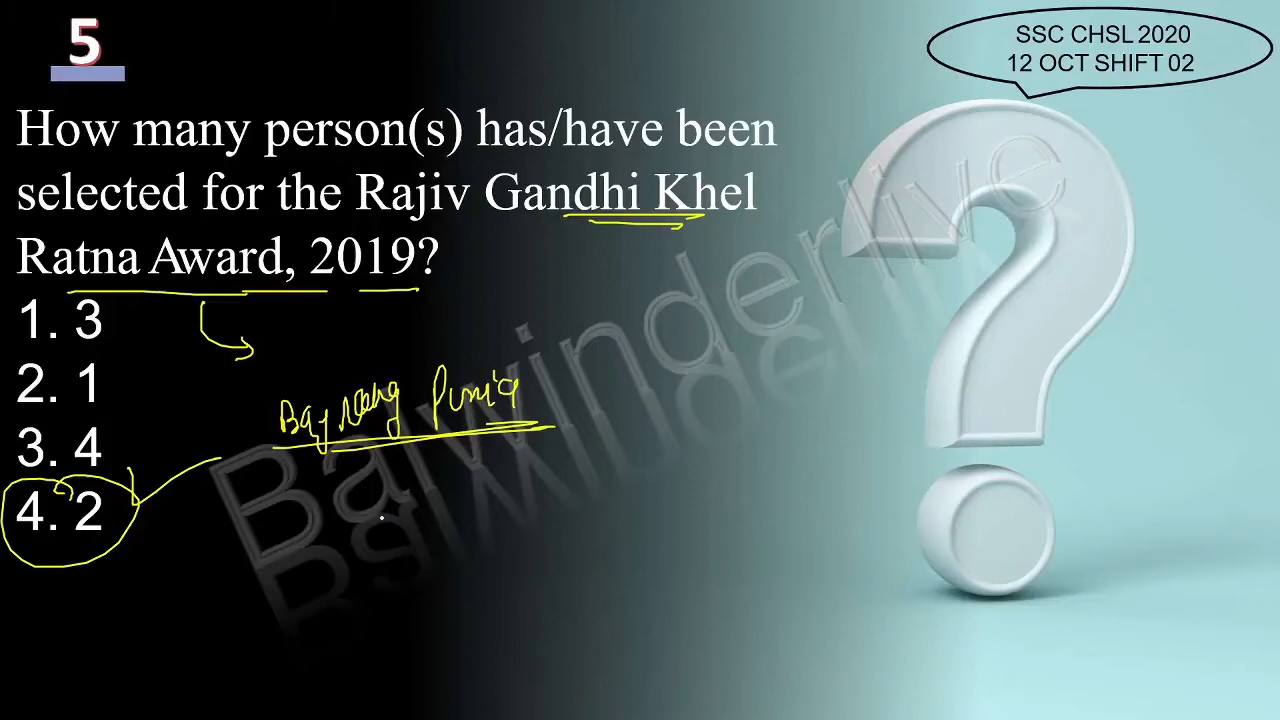 5
SSC CHSL 2020
12 OCT SHIFT 02
How many person(s) has/have been
selected for the Rajiv Gandhi Khel
Ratna Award, 2019?
1. 3
2. 1
3. 4
4. 2
Bajrang Punia
Balwinderlive